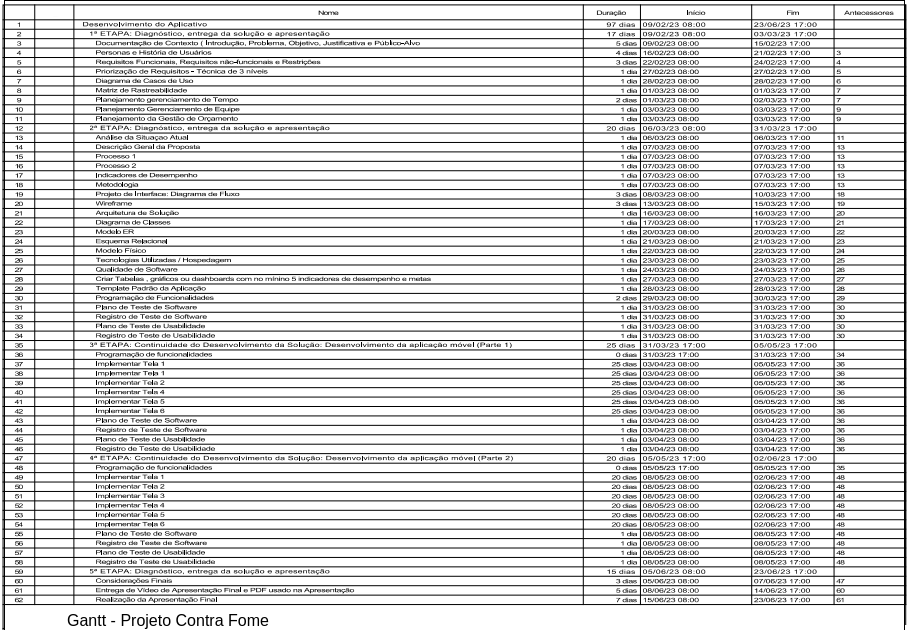 Nome Duração Início Fim Antecessores
1 Desenvolvimento do Aplicativo 97 dias 09/02/23 08:00 23/06/23 17:00
2 1ª ETAPA: Diagnóstico, entrega da solução e apresentação 17 dias 09/02/23 08:00 03/03/23 17:00
3 Documentação de Contexto ( Introdução, Problema, Objetivo, Justificativa e Público-Alvo 5 dias 09/02/23 08:00 15/02/23 17:00
4 Personas e História de Usuários 4 dias 16/02/23 08:00 21/02/23 17:00 3
5 Requisitos Funcionais, Requisitos não-funcionais e Restrições 3 dias 22/02/23 08:00 24/02/23 17:00 4
6 Priorização de Requisitos - Técnica de 3 níveis 1 dia 27/02/23 08:00 27/02/23 17:00 5
7 Diagrama de Casos de Uso 1 dia 28/02/23 08:00 28/02/23 17:00 6
8 Matriz de Rastreabilidade 1 dia 01/03/23 08:00 01/03/23 17:00 7
9 Planejamento gerenciamento de Tempo 2 dias 01/03/23 08:00 02/03/23 17:00 7
10 Planejamento Gerenciamento de Equipe 1 dia 03/03/23 08:00 03/03/23 17:00 9
11 Planejamento da Gestão de Orçamento 1 dia 03/03/23 08:00 03/03/23 17:00 9
12 2ª ETAPA: Diagnóstico, entrega da solução e apresentação 20 dias 06/03/23 08:00 31/03/23 17:00
13 Análise da Situaçao Atual 1 dia 06/03/23 08:00 06/03/23 17:00 11
14 Descrição Geral da Proposta 1 dia 07/03/23 08:00 07/03/23 17:00 13
15 Processo 1 1 dia 07/03/23 08:00 07/03/23 17:00 13
16 Processo 2 1 dia 07/03/23 08:00 07/03/23 17:00 13
17 Indicadores de Desempenho 1 dia 07/03/23 08:00 07/03/23 17:00 13
18 Metodologia 1 dia 07/03/23 08:00 07/03/23 17:00 13
19 Projeto de Interface: Diagrama de Fluxo 3 dias 08/03/23 08:00 10/03/23 17:00 18
20 Wireframe 3 dias 13/03/23 08:00 15/03/23 17:00 19
21 Arquitetura de Solução 1 dia 16/03/23 08:00 16/03/23 17:00 20
22 Diagrama de Classes 1 dia 17/03/23 08:00 17/03/23 17:00 21
23 Modelo ER 1 dia 20/03/23 08:00 20/03/23 17:00 22
24 Esquema Relacional 1 dia 21/03/23 08:00 21/03/23 17:00 23
25 Modelo Físico 1 dia 22/03/23 08:00 22/03/23 17:00 24
26 Tecnologias Utilizadas / Hospedagem 1 dia 23/03/23 08:00 23/03/23 17:00 25
27 Qualidade de Software 1 dia 24/03/23 08:00 24/03/23 17:00 26
28 Criar Tabelas , gráficos ou dashboards com no mínino 5 indicadores de desempenho e metas 1 dia 27/03/23 08:00 27/03/23 17:00 27
29 Template Padrão da Aplicação 1 dia 28/03/23 08:00 28/03/23 17:00 28
30 Programação de Funcionalidades 2 dias 29/03/23 08:00 30/03/23 17:00 29
31 Plano de Teste de Software 1 dia 31/03/23 08:00 31/03/23 17:00 30
32 Registro de Teste de Software 1 dia 31/03/23 08:00 31/03/23 17:00 30
33 Plano de Teste de Usabilidade 1 dia 31/03/23 08:00 31/03/23 17:00 30
34 Registro de Teste de Usabilidade 1 dia 31/03/23 08:00 31/03/23 17:00 30
35 3ª ETAPA: Continuidade do Desenvolvimento da Solução: Desenvolvimento da aplicação móvel (Parte 1) 25 dias 31/03/23 17:00 05/05/23 17:00
36 Programação de funcionalidades 0 dias 31/03/23 17:00 31/03/23 17:00 34
37 Implementar Tela 1 25 dias 03/04/23 08:00 05/05/23 17:00 36
38 Implementar Tela 1 25 dias 03/04/23 08:00 05/05/23 17:00 36
39 Implementar Tela 2 25 dias 03/04/23 08:00 05/05/23 17:00 36
40 Implementar Tela 4 25 dias 03/04/23 08:00 05/05/23 17:00 36
41 Implementar Tela 5 25 dias 03/04/23 08:00 05/05/23 17:00 36
42 Implementar Tela 6 25 dias 03/04/23 08:00 05/05/23 17:00 36
43 Plano de Teste de Software 1 dia 03/04/23 08:00 03/04/23 17:00 36
44 Registro de Teste de Software 1 dia 03/04/23 08:00 03/04/23 17:00 36
45 Plano de Teste de Usabilidade 1 dia 03/04/23 08:00 03/04/23 17:00 36
46 Registro de Teste de Usabilidade 1 dia 03/04/23 08:00 03/04/23 17:00 36
47 4ª ETAPA: Continuidade do Desenvolvimento da Solução: Desenvolvimento da aplicação móvel (Parte 2) 20 dias 05/05/23 17:00 02/06/23 17:00
48 Programação de funcionalidades 0 dias 05/05/23 17:00 05/05/23 17:00 35
49 Implementar Tela 1 20 dias 08/05/23 08:00 02/06/23 17:00 48
50 Implementar Tela 2 20 dias 08/05/23 08:00 02/06/23 17:00 48
51 Implementar Tela 3 20 dias 08/05/23 08:00 02/06/23 17:00 48
52 Implementar Tela 4 20 dias 08/05/23 08:00 02/06/23 17:00 48
53 Implementar Tela 5 20 dias 08/05/23 08:00 02/06/23 17:00 48
54 Implementar Tela 6 20 dias 08/05/23 08:00 02/06/23 17:00 48
55 Plano de Teste de Software 1 dia 08/05/23 08:00 08/05/23 17:00 48
56 Registro de Teste de Software 1 dia 08/05/23 08:00 08/05/23 17:00 48
57 Plano de Teste de Usabilidade 1 dia 08/05/23 08:00 08/05/23 17:00 48
58 Registro de Teste de Usabilidade 1 dia 08/05/23 08:00 08/05/23 17:00 48
59 5ª ETAPA: Diagnóstico, entrega da solução e apresentação 15 dias 05/06/23 08:00 23/06/23 17:00
60 Considerações Finais 3 dias 05/06/23 08:00 07/06/23 17:00 47
61 Entrega de Vídeo de Apresentação Final e PDF usado na Apresentação 5 dias 08/06/23 08:00 14/06/23 17:00 60
62 Realização da Apresentação Final 7 dias 15/06/23 08:00 23/06/23 17:00 61
Gantt - Projeto Contra Fome